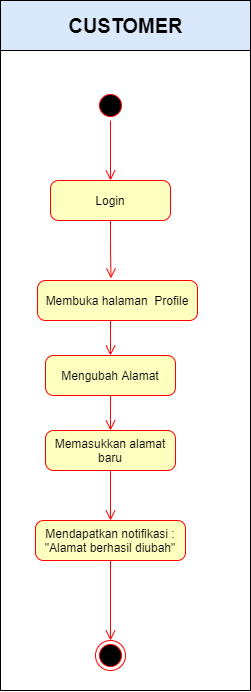 CUSTOMER
Login
Membuka halaman Profile
Mengubah Alamat
Memasukkan alamat
baru
Mendapatkan notifikasi :
"Alamat berhasil diubah"